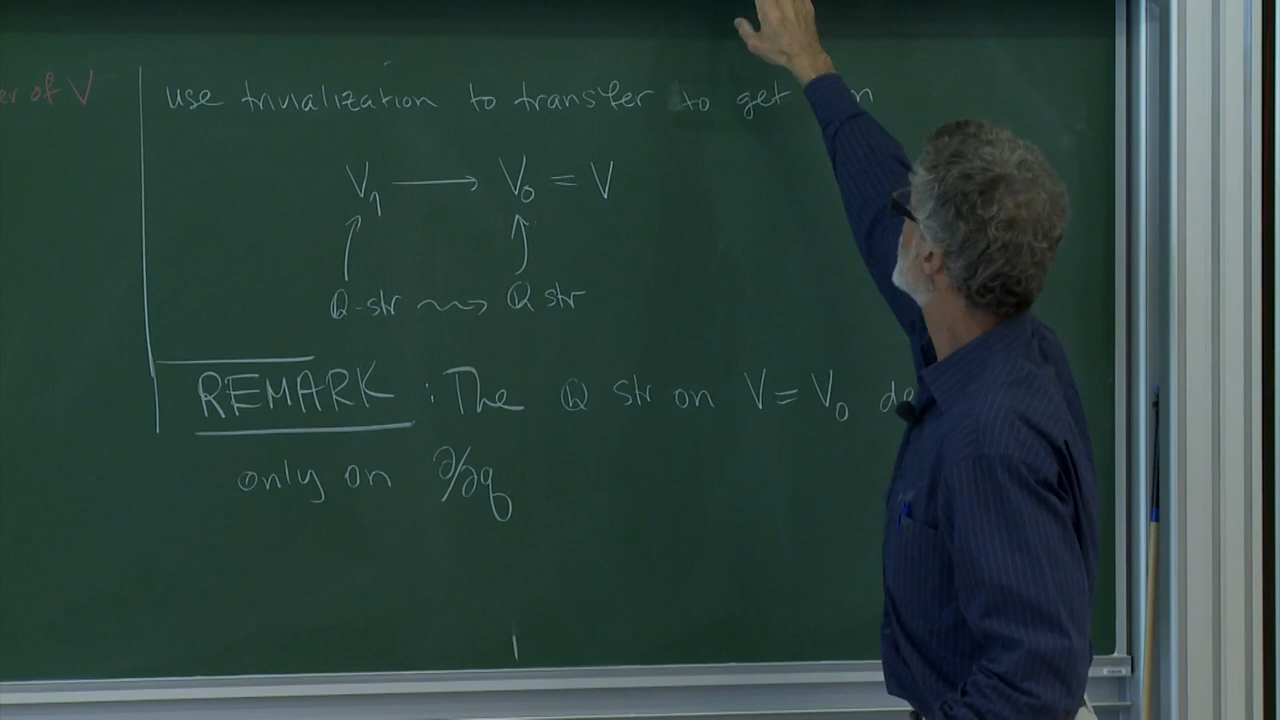 er of V
use trivialization to transfer to get
V₁ ⟶ V₀ = V
↑ ↑
Q-str ⇝ Q str
REMARK : The Q str on V = V₀
only on ∂/∂q